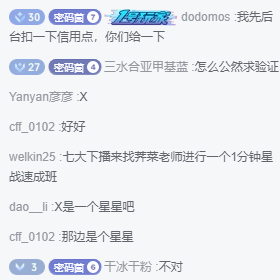 30 密码菌 7 dodomos :我先后
台扣一下信用点，你们给一下
27 密码菌 4 三水合亚甲基蓝 :怎么公然求验证
Yanyan彦彦 :X
cff_0102 :好好
welkin25 :七大下播来找荠菜老师进行一个1分钟星
战速成班
dao__li :X是一个星星吧
cff_0102 :那边是个星星
3 密码菌 6 干冰干粉 :不对